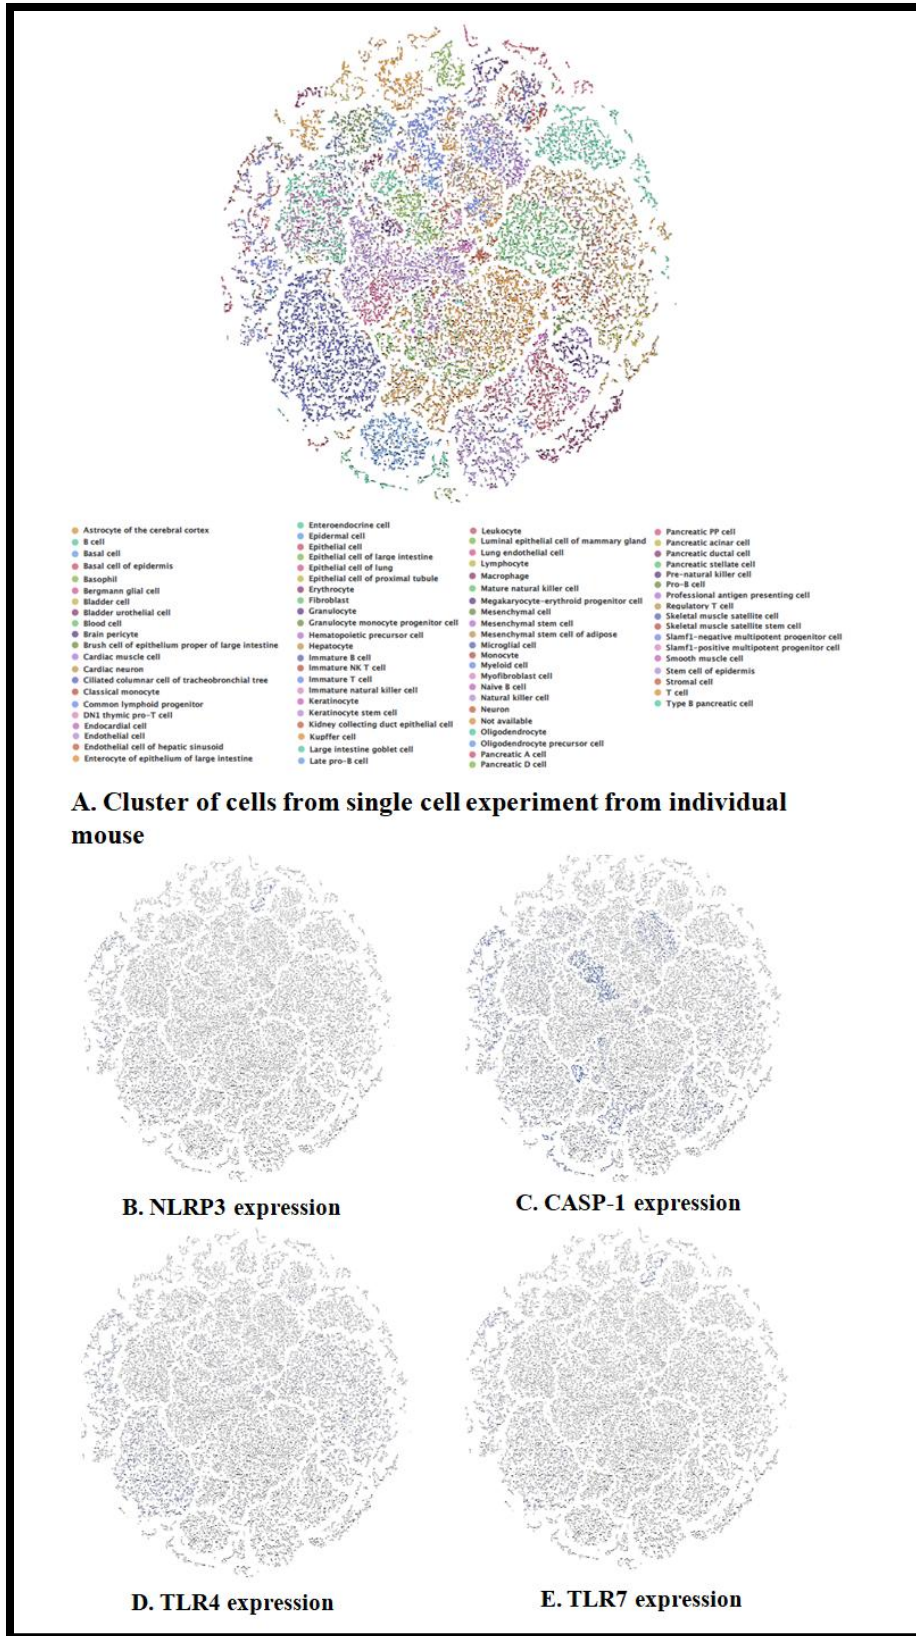 Astrocyte of the cerebral cortex
B cell
Basal cell
Basal cell of epidermis
Basophil
Bergmann glial cell
Bladder cell
Bladder urothelial cell
Blood cell
Brain pericyte
Brush cell of epithelium proper of large intestine
Cardiac muscle cell
Cardiac neuron
Ciliated columnar cell of tracheobronchial tree
Classical monocyte
Common lymphoid progenitor
DN1 thymic pro-T cell
Endocardial cell
Endothelial cell
Endothelial cell of hepatic sinusoid
Enterocyte of epithelium of large intestine
Enteroendocrine cell
Epidermal cell
Epithelial cell
Epithelial cell of large intestine
Epithelial cell of lung
Epithelial cell of proximal tubule
Erythrocyte
Fibroblast
Granulocyte
Granulocyte monocyte progenitor cell
Hematopoietic precursor cell
Hepatocyte
Immature B cell
Immature NK T cell
Immature T cell
Immature natural killer cell
Keratinocyte
Keratinocyte stem cell
Kidney collecting duct epithelial cell
Kupffer cell
Large intestine goblet cell
Late pro-B cell
Leukocyte
Luminal epithelial cell of mammary gland
Lung endothelial cell
Lymphocyte
Macrophage
Mature natural killer cell
Megakaryocyte-erythroid progenitor cell
Mesenchymal cell
Mesenchymal stem cell
Mesenchymal stem cell of adipose
Microglial cell
Monocyte
Myeloid cell
Myofibroblast cell
Naive B cell
Natural killer cell
Neuron
Not available
Oligodendrocyte
Oligodendrocyte precursor cell
Pancreatic A cell
Pancreatic D cell
Pancreatic PP cell
Pancreatic acinar cell
Pancreatic ductal cell
Pancreatic stellate cell
Pre-natural killer cell
Pro-B cell
Professional antigen presenting cell
Regulatory T cell
Skeletal muscle satellite cell
Skeletal muscle satellite stem cell
Slamf1-negative multipotent progenitor cell
Slamf1-positive multipotent progenitor cell
Smooth muscle cell
Stem cell of epidermis
Stromal cell
T cell
Type B pancreatic cell
A. Cluster of cells from single cell experiment from individual
mouse
B. NLRP3 expression
C. CASP-1 expression
D. TLR4 expression
E. TLR7 expression